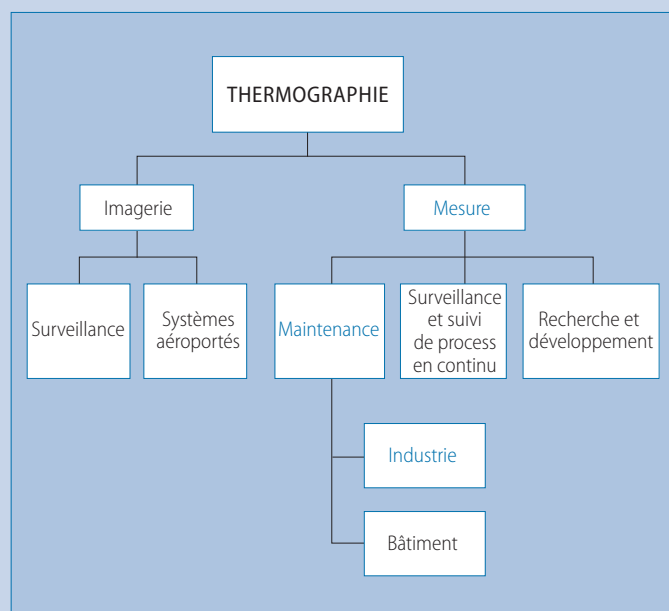 THERMOGRAPHIE
Imagerie
Mesure
Surveillance
Systèmes
aéroportés
Maintenance
Surveillance
et suivi
de process
en continu
Recherche et
développement
Industrie
Bâtiment